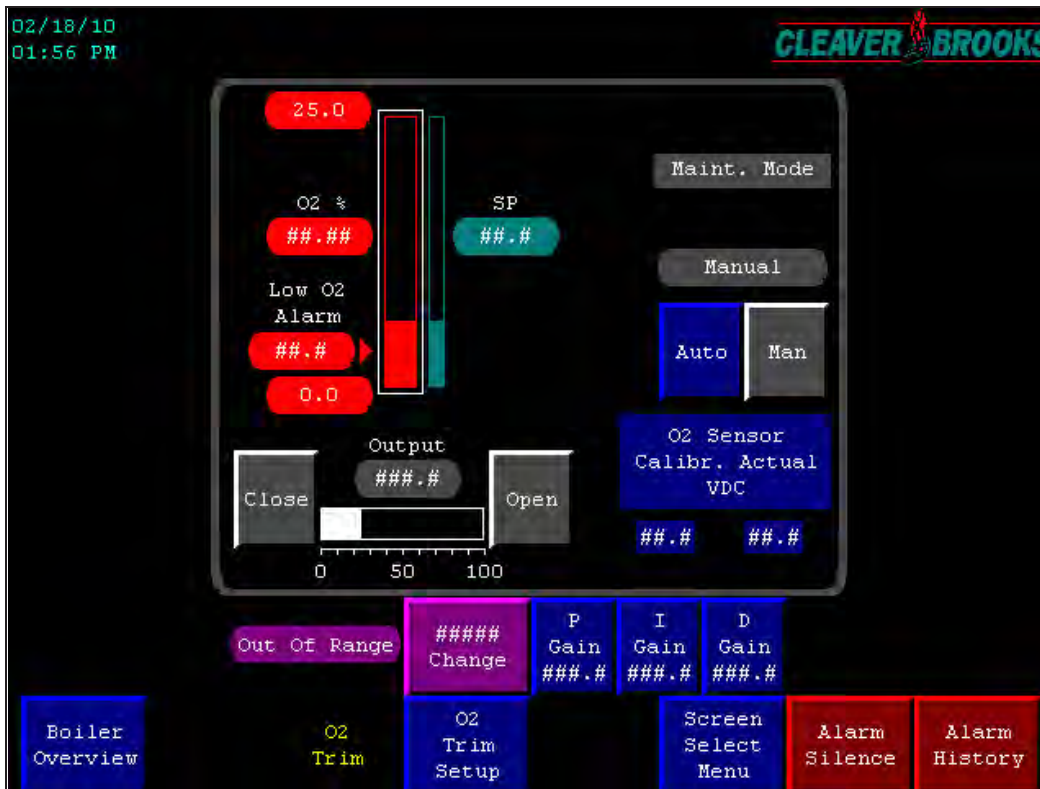 02/18/10
01:56 PM
CLEAVER BROOKS
25.0
Maint. Mode
O2 % SP
##.## ##.#
Manual
Low O2
Alarm
##.#
Auto Man
0.0
O2 Sensor
Calibr. Actual
VDC
Output
###.#
Close Open
##.# ##.#
0 50 100
Out Of Range
#####
Change
P
Gain
###.#
I
Gain
###.#
D
Gain
###.#
Boiler
Overview
O2
Trim
O2
Trim
Setup
Screen
Select
Menu
Alarm
Silence
Alarm
History